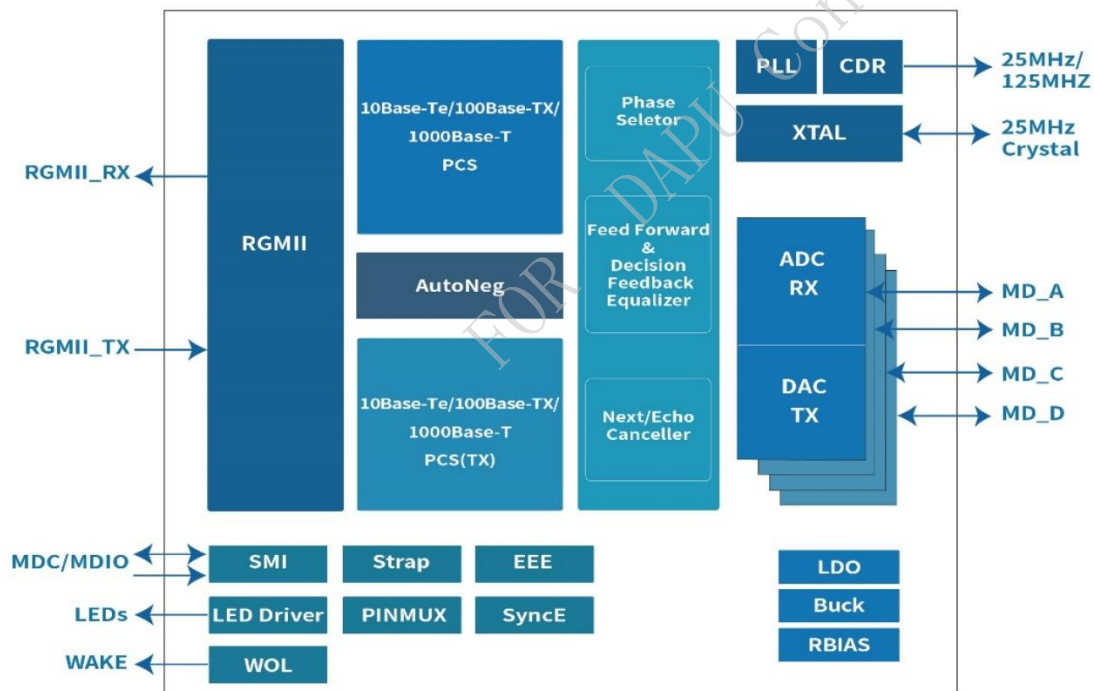 RGMII_RX
RGMII_TX
RGMII
10Base-Te/100Base-TX/
1000Base-T
PCS
AutoNeg
10Base-Te/100Base-TX/
1000Base-T
PCS(TX)
Phase
Seletor
Feed Forward
&
Decision
Feedback
Equalizer
Next/Echo
Canceller
PLL
CDR
25MHz/
125MHZ
XTAL
25MHz
Crystal
ADC
RX
DAC
TX
MD_A
MD_B
MD_C
MD_D
MDC/MDIO
SMI
Strap
EEE
LEDs
LED Driver
PINMUX
SyncE
WAKE
WOL
LDO
Buck
RBIAS
FOR DAPU